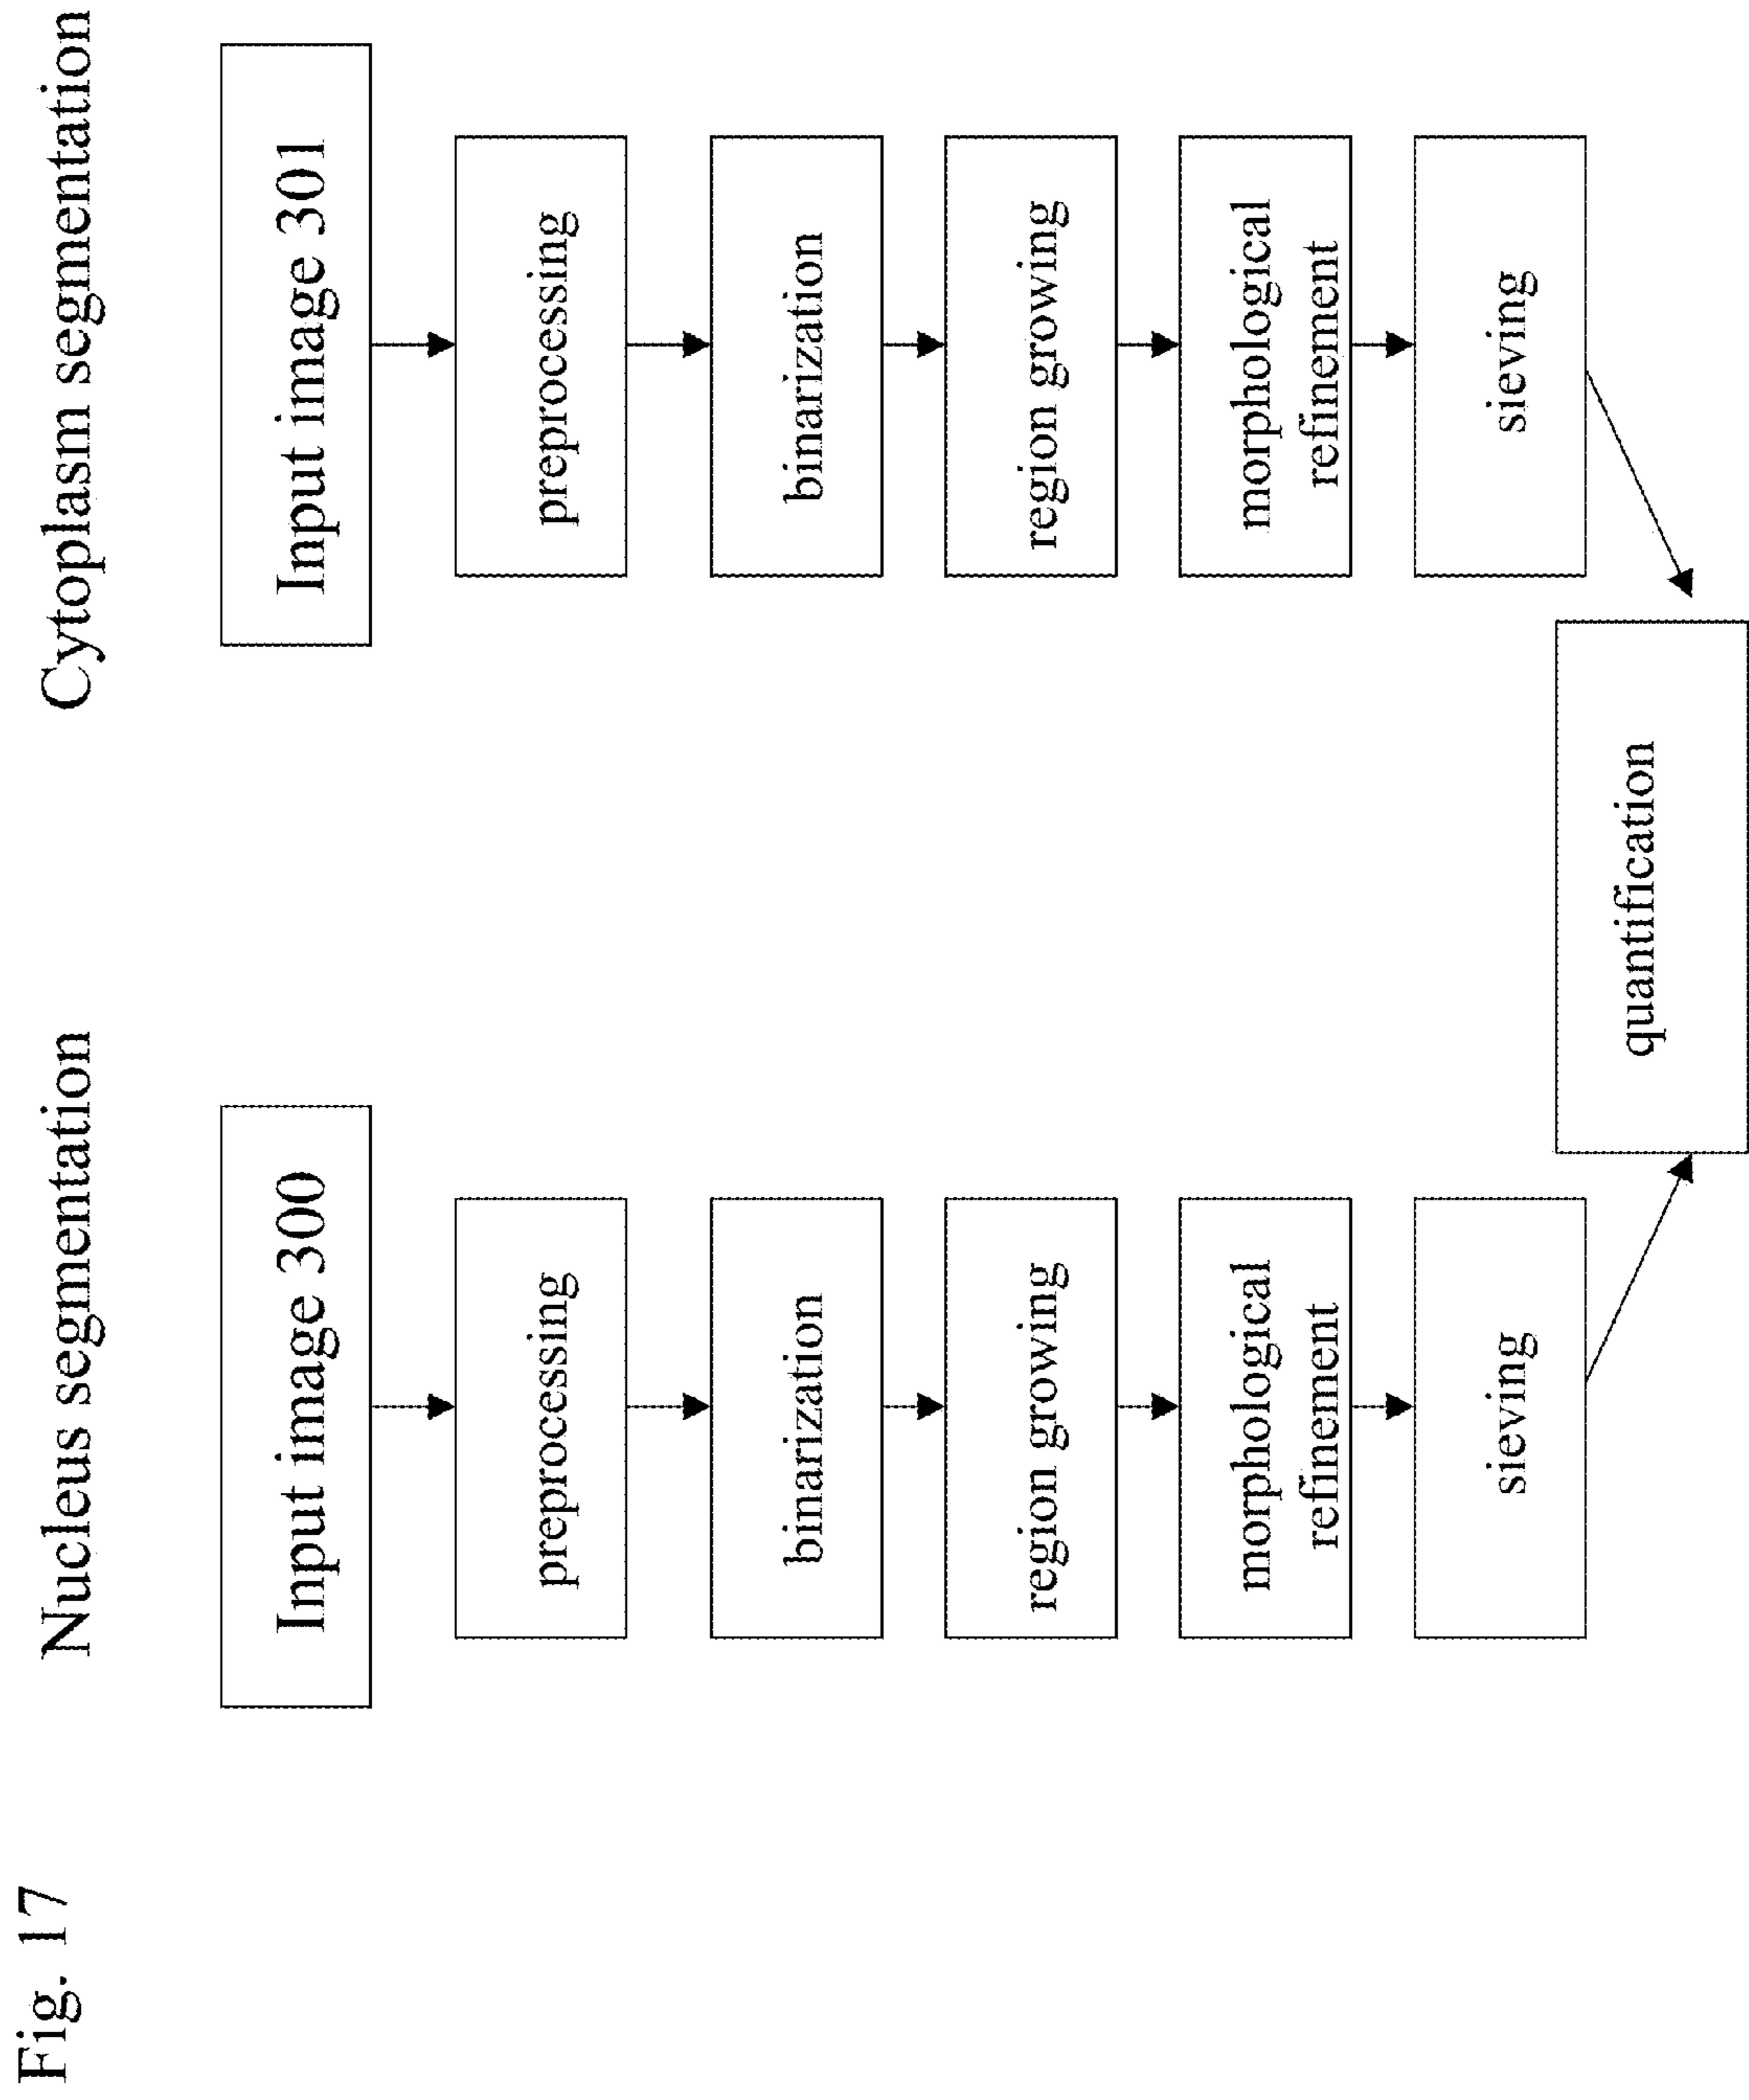 Fig. 17
Nucleus segmentation
Input image 300
preprocessing
binarization
region growing
morphological
refinement
sieving
Cytoplasm segmentation
Input image 301
preprocessing
binarization
region growing
morphological
refinement
sieving
quantification